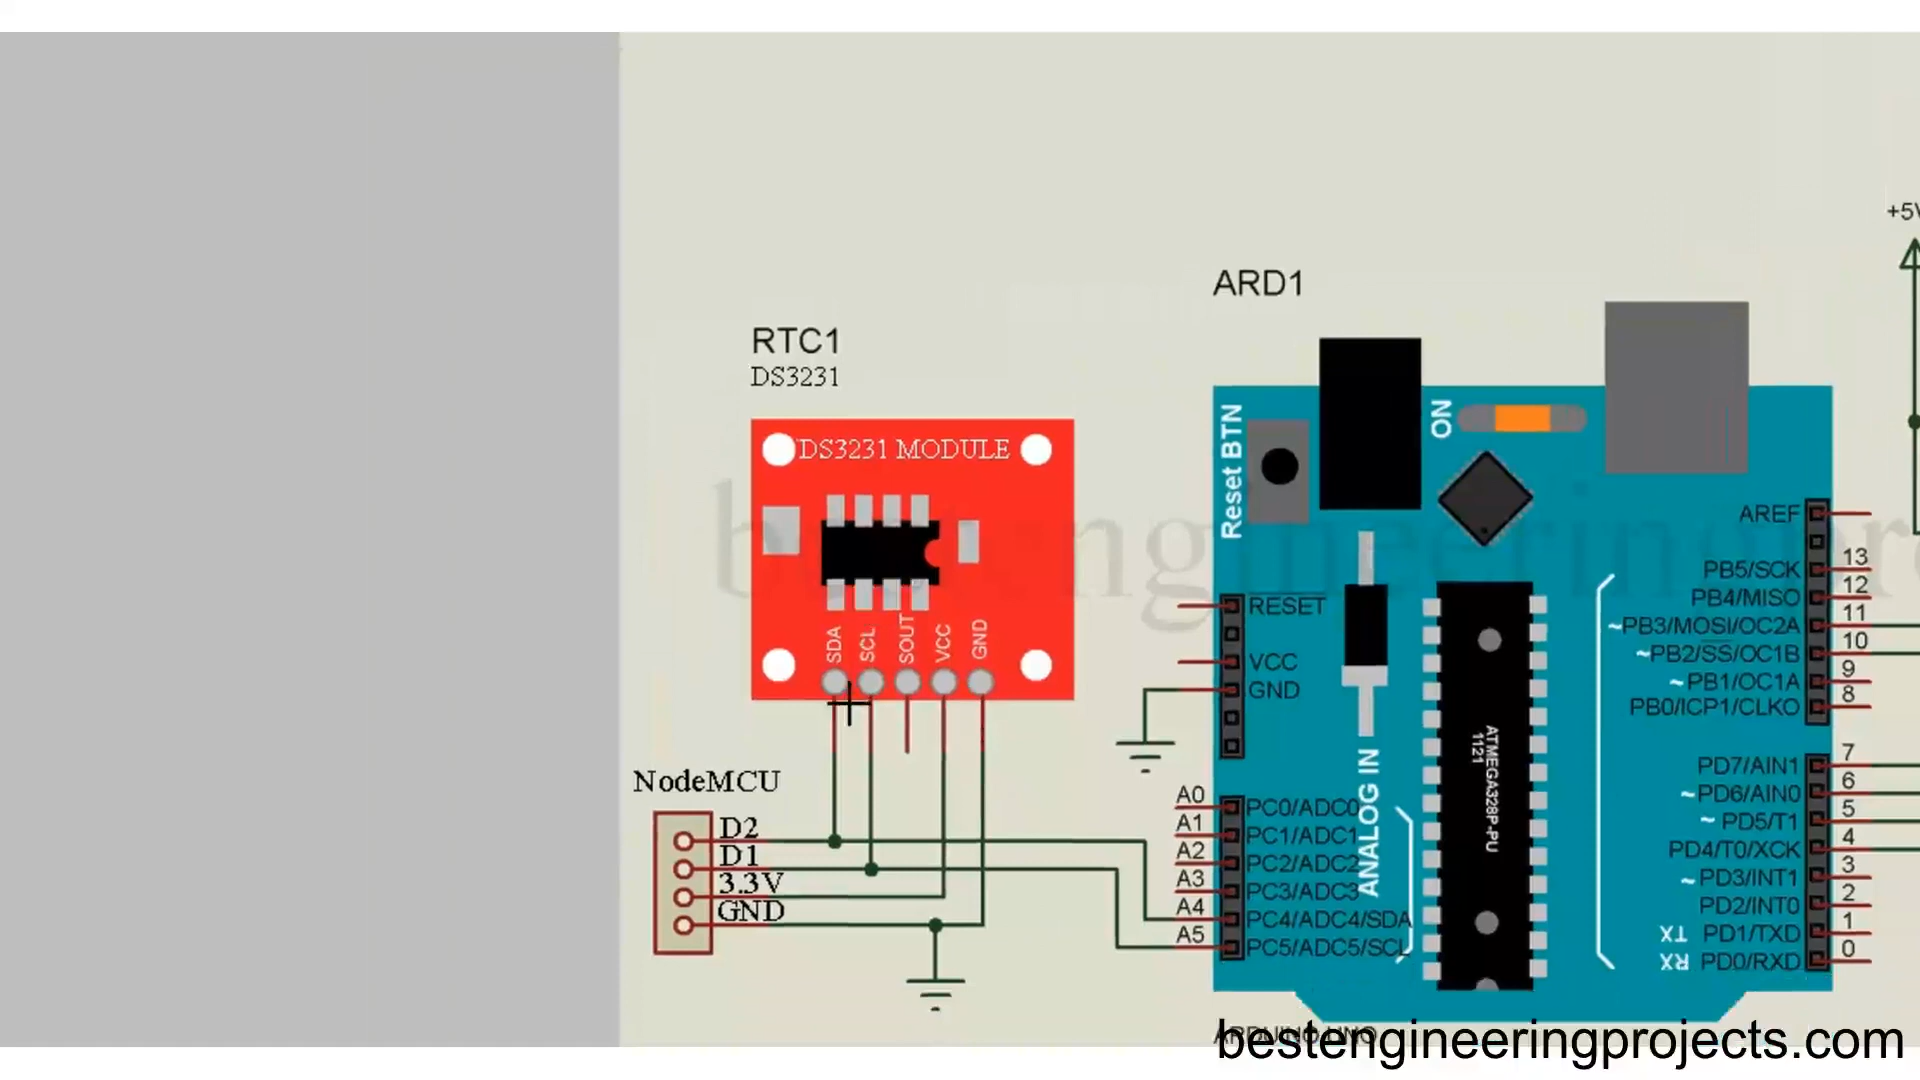 +5V
ARD1
RTC1
DS3231
DS3231 MODULE
SDA
SCL
SOUT
VCC
GND
NodeMCU
D2
D1
3.3V
GND
Reset BTN
ON
RESET
VCC
GND
A0 PC0/ADC0
A1 PC1/ADC1
A2 PC2/ADC2
A3 PC3/ADC3
A4 PC4/ADC4/SDA
A5 PC5/ADC5/SCL
ANALOG IN
ATMEGA328P-PU
1121
AREF
PB5/SCK 13
PB4/MISO 12
~PB3/MOSI/OC2A 11
~PB2/SS/OC1B 10
~PB1/OC1A 9
PB0/ICP1/CLKO 8
PD7/AIN1 7
~PD6/AIN0 6
~PD5/T1 5
PD4/T0/XCK 4
~PD3/INT1 3
PD2/INT0 2
TX PD1/TXD 1
RX PD0/RXD 0
bestengineeringpro
ARDUINO UNO
bestengineeringprojects.com